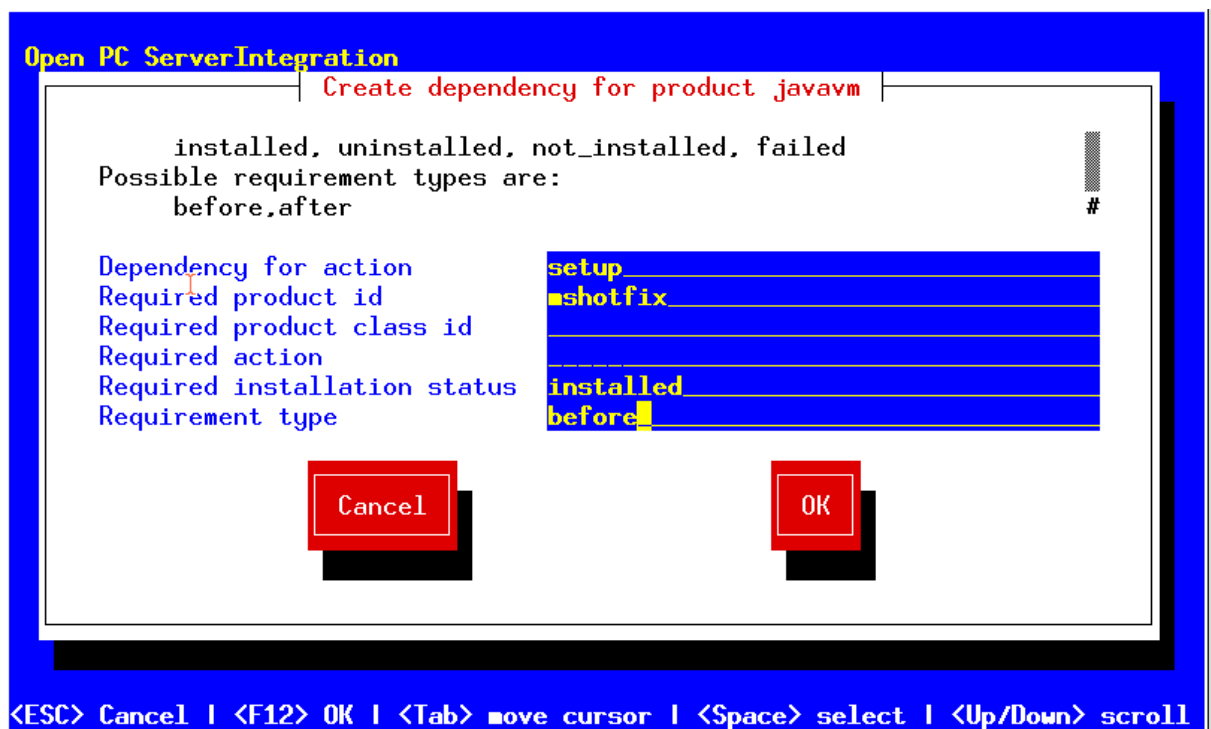 Open PC ServerIntegration
Create dependency for product javavm
installed, uninstalled, not_installed, failed
Possible requirement types are:
before,after
#
Dependency for action setup
Required product id mshotfix
Required product class id
Required action
Required installation status installed
Requirement type before
Cancel OK
<ESC> Cancel | <F12> OK | <Tab> move cursor | <Space> select | <Up/Down> scroll